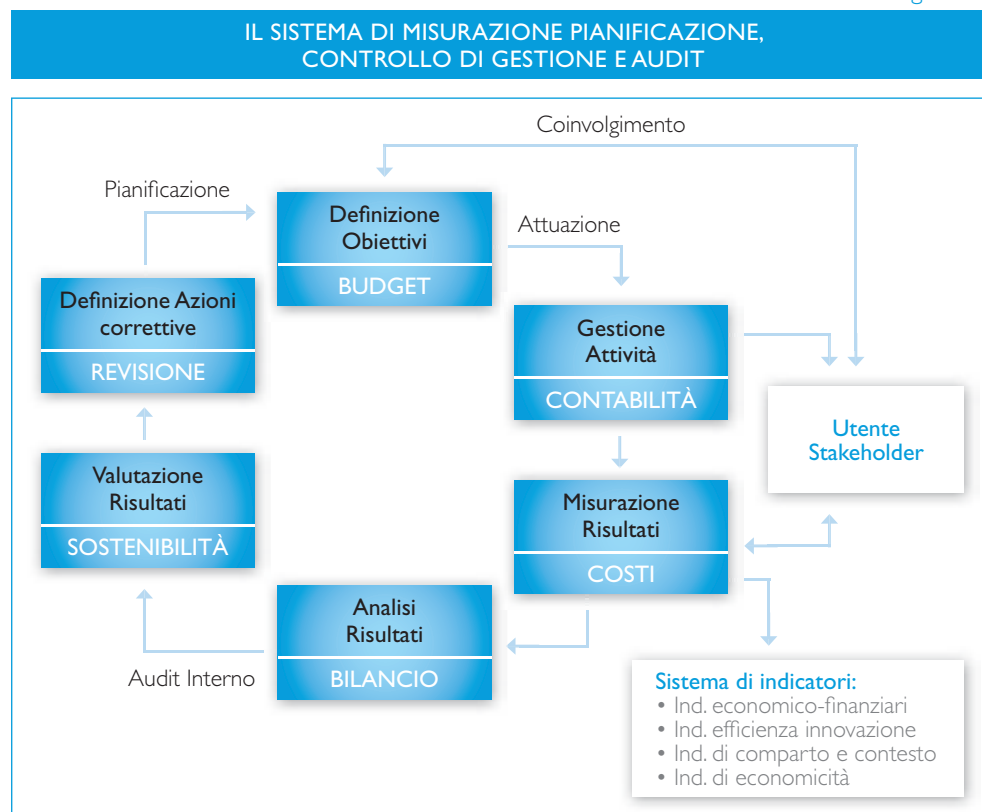 IL SISTEMA DI MISURAZIONE PIANIFICAZIONE,
CONTROLLO DI GESTIONE E AUDIT
Coinvolgimento
Pianificazione
Definizione
Obiettivi
BUDGET
Attuazione
Definizione Azioni
correttive
REVISIONE
Gestione
Attività
CONTABILITÀ
Utente
Stakeholder
Valutazione
Risultati
SOSTENIBILITÀ
Misurazione
Risultati
COSTI
Analisi
Risultati
BILANCIO
Audit Interno
Sistema di indicatori:
• Ind. economico-finanziari
• Ind. efficienza innovazione
• Ind. di comparto e contesto
• Ind. di economicità